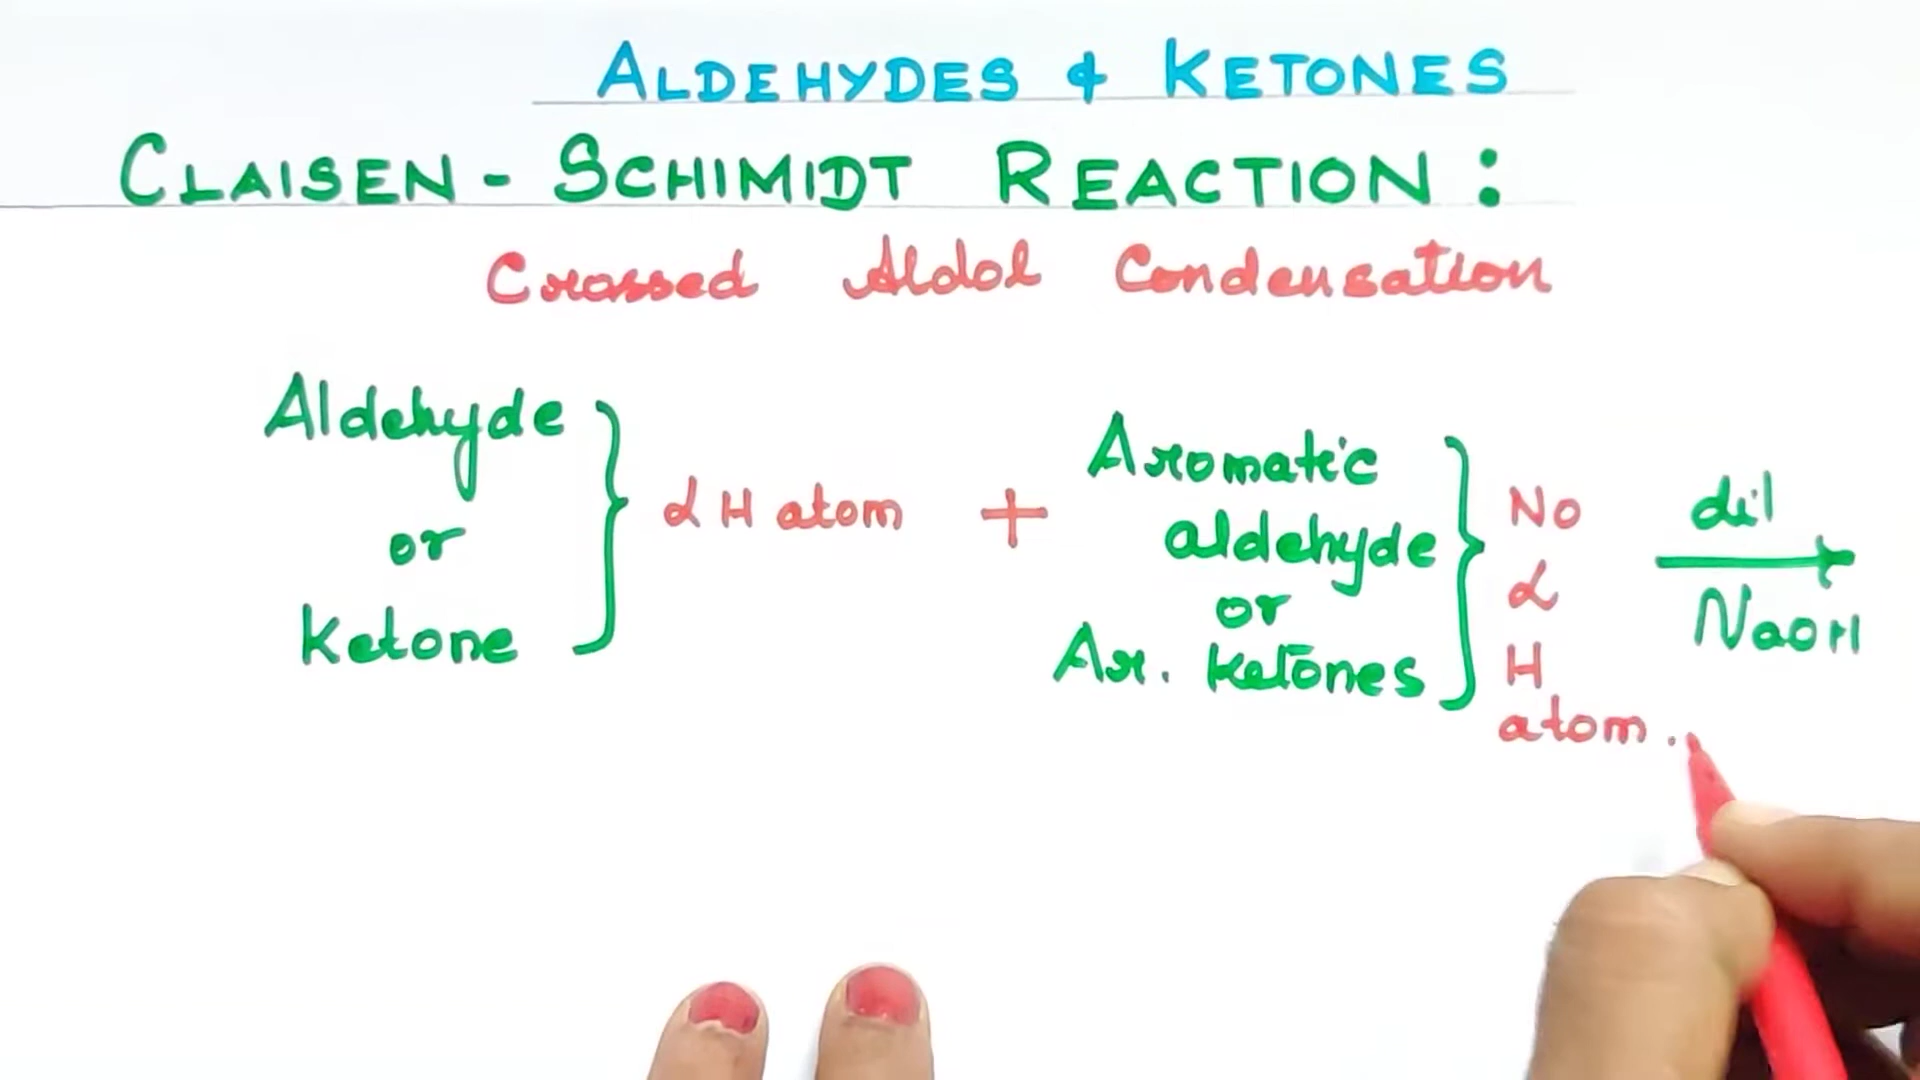 ALDEHYDES & KETONES
CLAISEN - SCHIMIDT REACTION :
Crossed Aldol Condensation
Aldehyde
or
Ketone
α H atom
+
Aromatic
aldehyde
or
Ar. Ketones
No
α
H
atom.
dil
NaOH